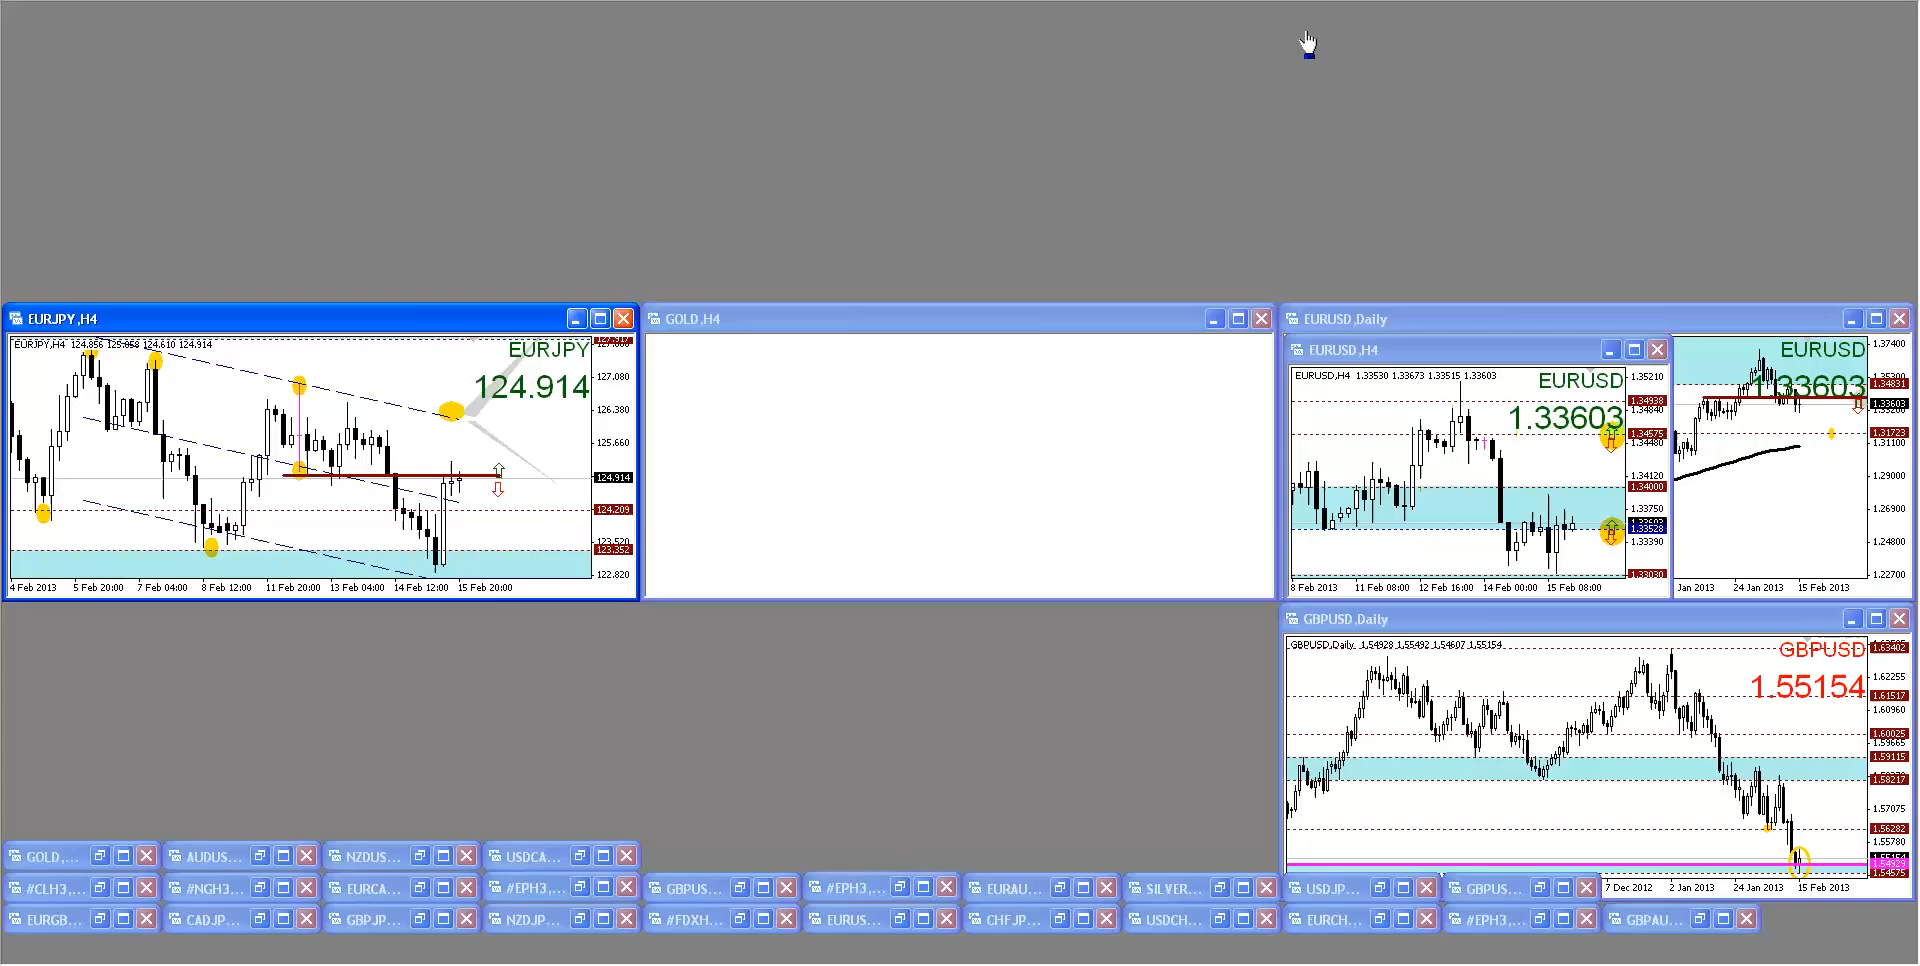 EURJPY,H4
EURJPY,H4 124.856 125.058 124.610 124.914
EURJPY
124.914
127.080
126.380
125.660
124.914
124.209
123.520
123.352
122.820
4 Feb 2013 5 Feb 20:00 7 Feb 04:00 8 Feb 12:00 11 Feb 20:00 13 Feb 04:00 14 Feb 12:00 15 Feb 20:00
GOLD,H4
EURUSD,Daily
EURUSD
1.33603
1.37400
1.34831
1.33603
1.31723
1.31100
1.29000
1.26900
1.24800
1.22700
Jan 2013 24 Jan 2013 15 Feb 2013
EURUSD,H4
EURUSD,H4 1.33530 1.33673 1.33515 1.33603
EURUSD
1.33603
1.35210
1.34938
1.34840
1.34575
1.34480
1.34120
1.34000
1.33750
1.33528
1.33390
1.33030
8 Feb 2013 11 Feb 08:00 12 Feb 16:00 14 Feb 00:00 15 Feb 08:00
GBPUSD,Daily
GBPUSD,Daily 1.54928 1.55492 1.54607 1.55154
GBPUSD
1.55154
1.63402
1.62255
1.61517
1.60960
1.60025
1.59665
1.59115
1.58217
1.57075
1.56282
1.55780
1.54929
1.54575
7 Dec 2012 2 Jan 2013 24 Jan 2013 15 Feb 2013
GOLD,... AUDUS... NZDUS... USDCA...
#CLH3,... #NGH3... EURCA... #EPH3,... GBPUS... #EPH3,... EURAU... SILVER... USDJP... GBPUS...
EURGB... CADJP... GBPJP... NZDJP... #FDXH... EURUS... CHFJP... USDCH... EURCH... #EPH3,... GBPAU...